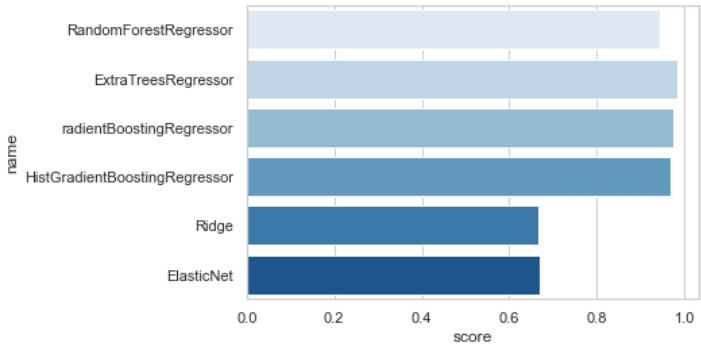 RandomForestRegressor
ExtraTreesRegressor
radientBoostingRegressor
HistGradientBoostingRegressor
Ridge
ElasticNet
name
0.0 0.2 0.4 0.6 0.8 1.0
score